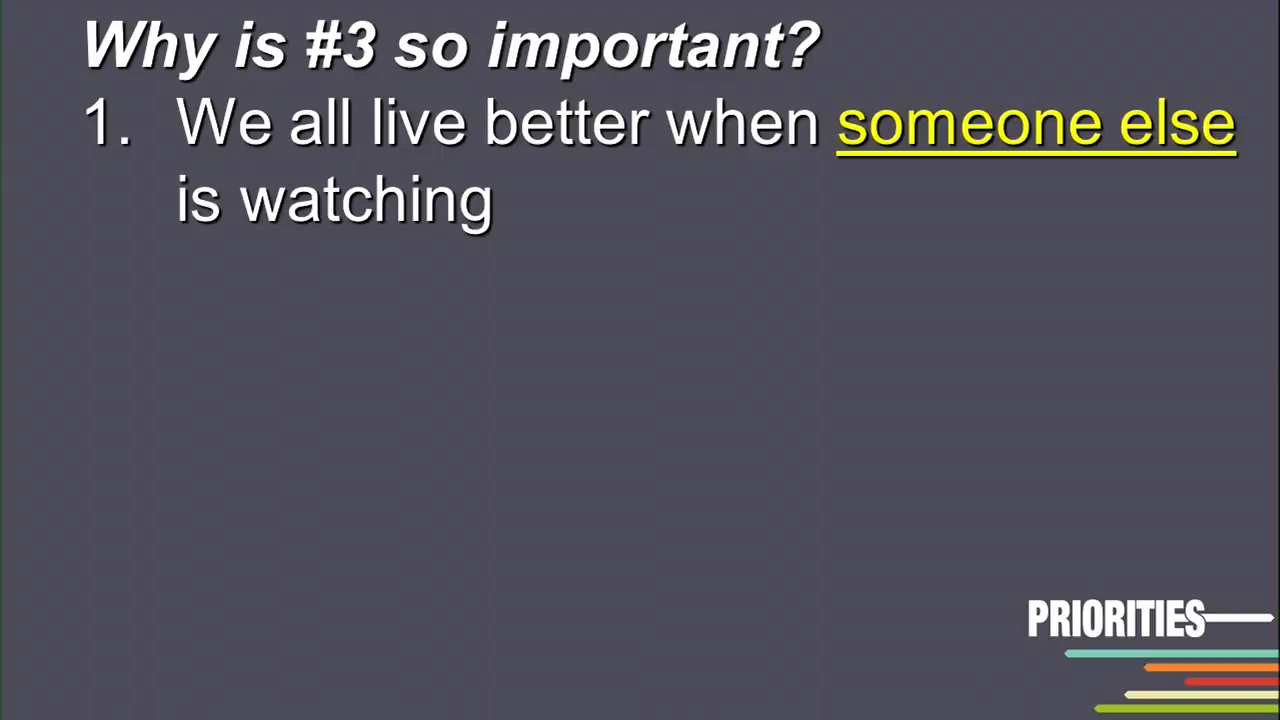 Why is #3 so important?
1. We all live better when someone else
is watching
PRIORITIES